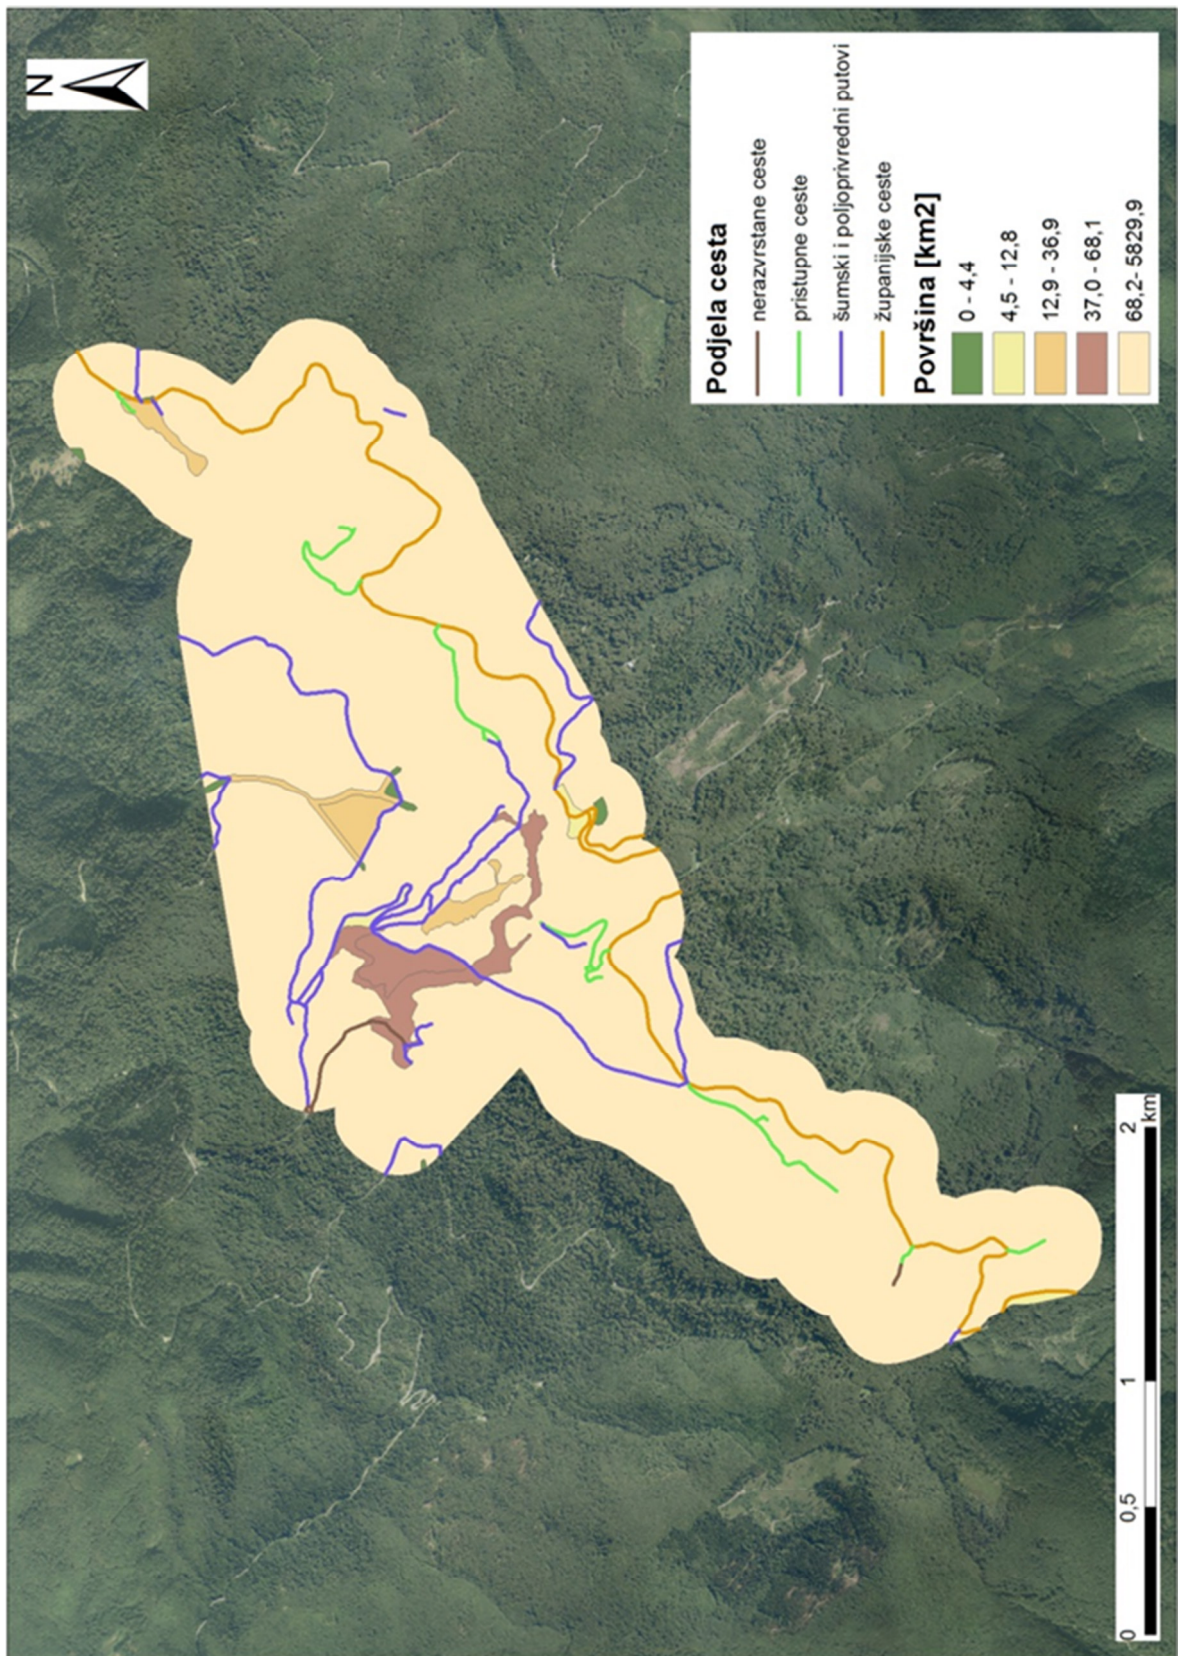 N
Podjela cesta
nerazvrstane ceste
pristupne ceste
šumski i poljoprivredni putovi
županijske ceste
Površina [km2]
0 - 4,4
4,5 - 12,8
12,9 - 36,9
37,0 - 68,1
68,2- 5829,9
0 0,5 1 2
km